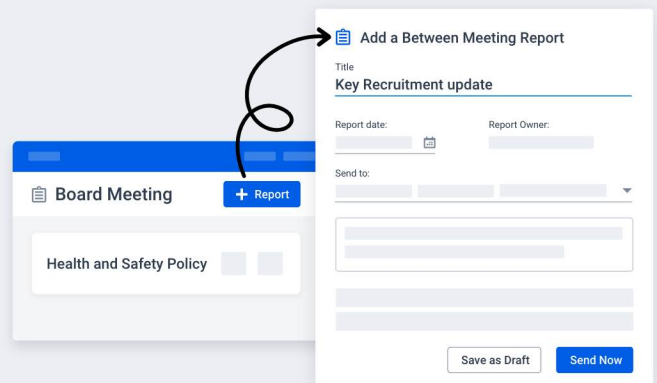 Add a Between Meeting Report
Title
Key Recruitment update
Report date:
Report Owner:
Send to:
Board Meeting
+ Report
Health and Safety Policy
Save as Draft
Send Now